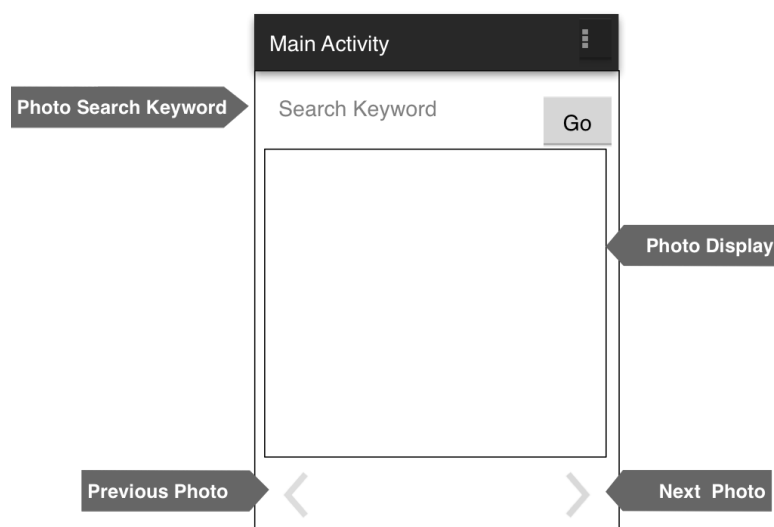 Main Activity
Photo Search Keyword
Search Keyword
Go
Photo Display
Previous Photo
Next Photo